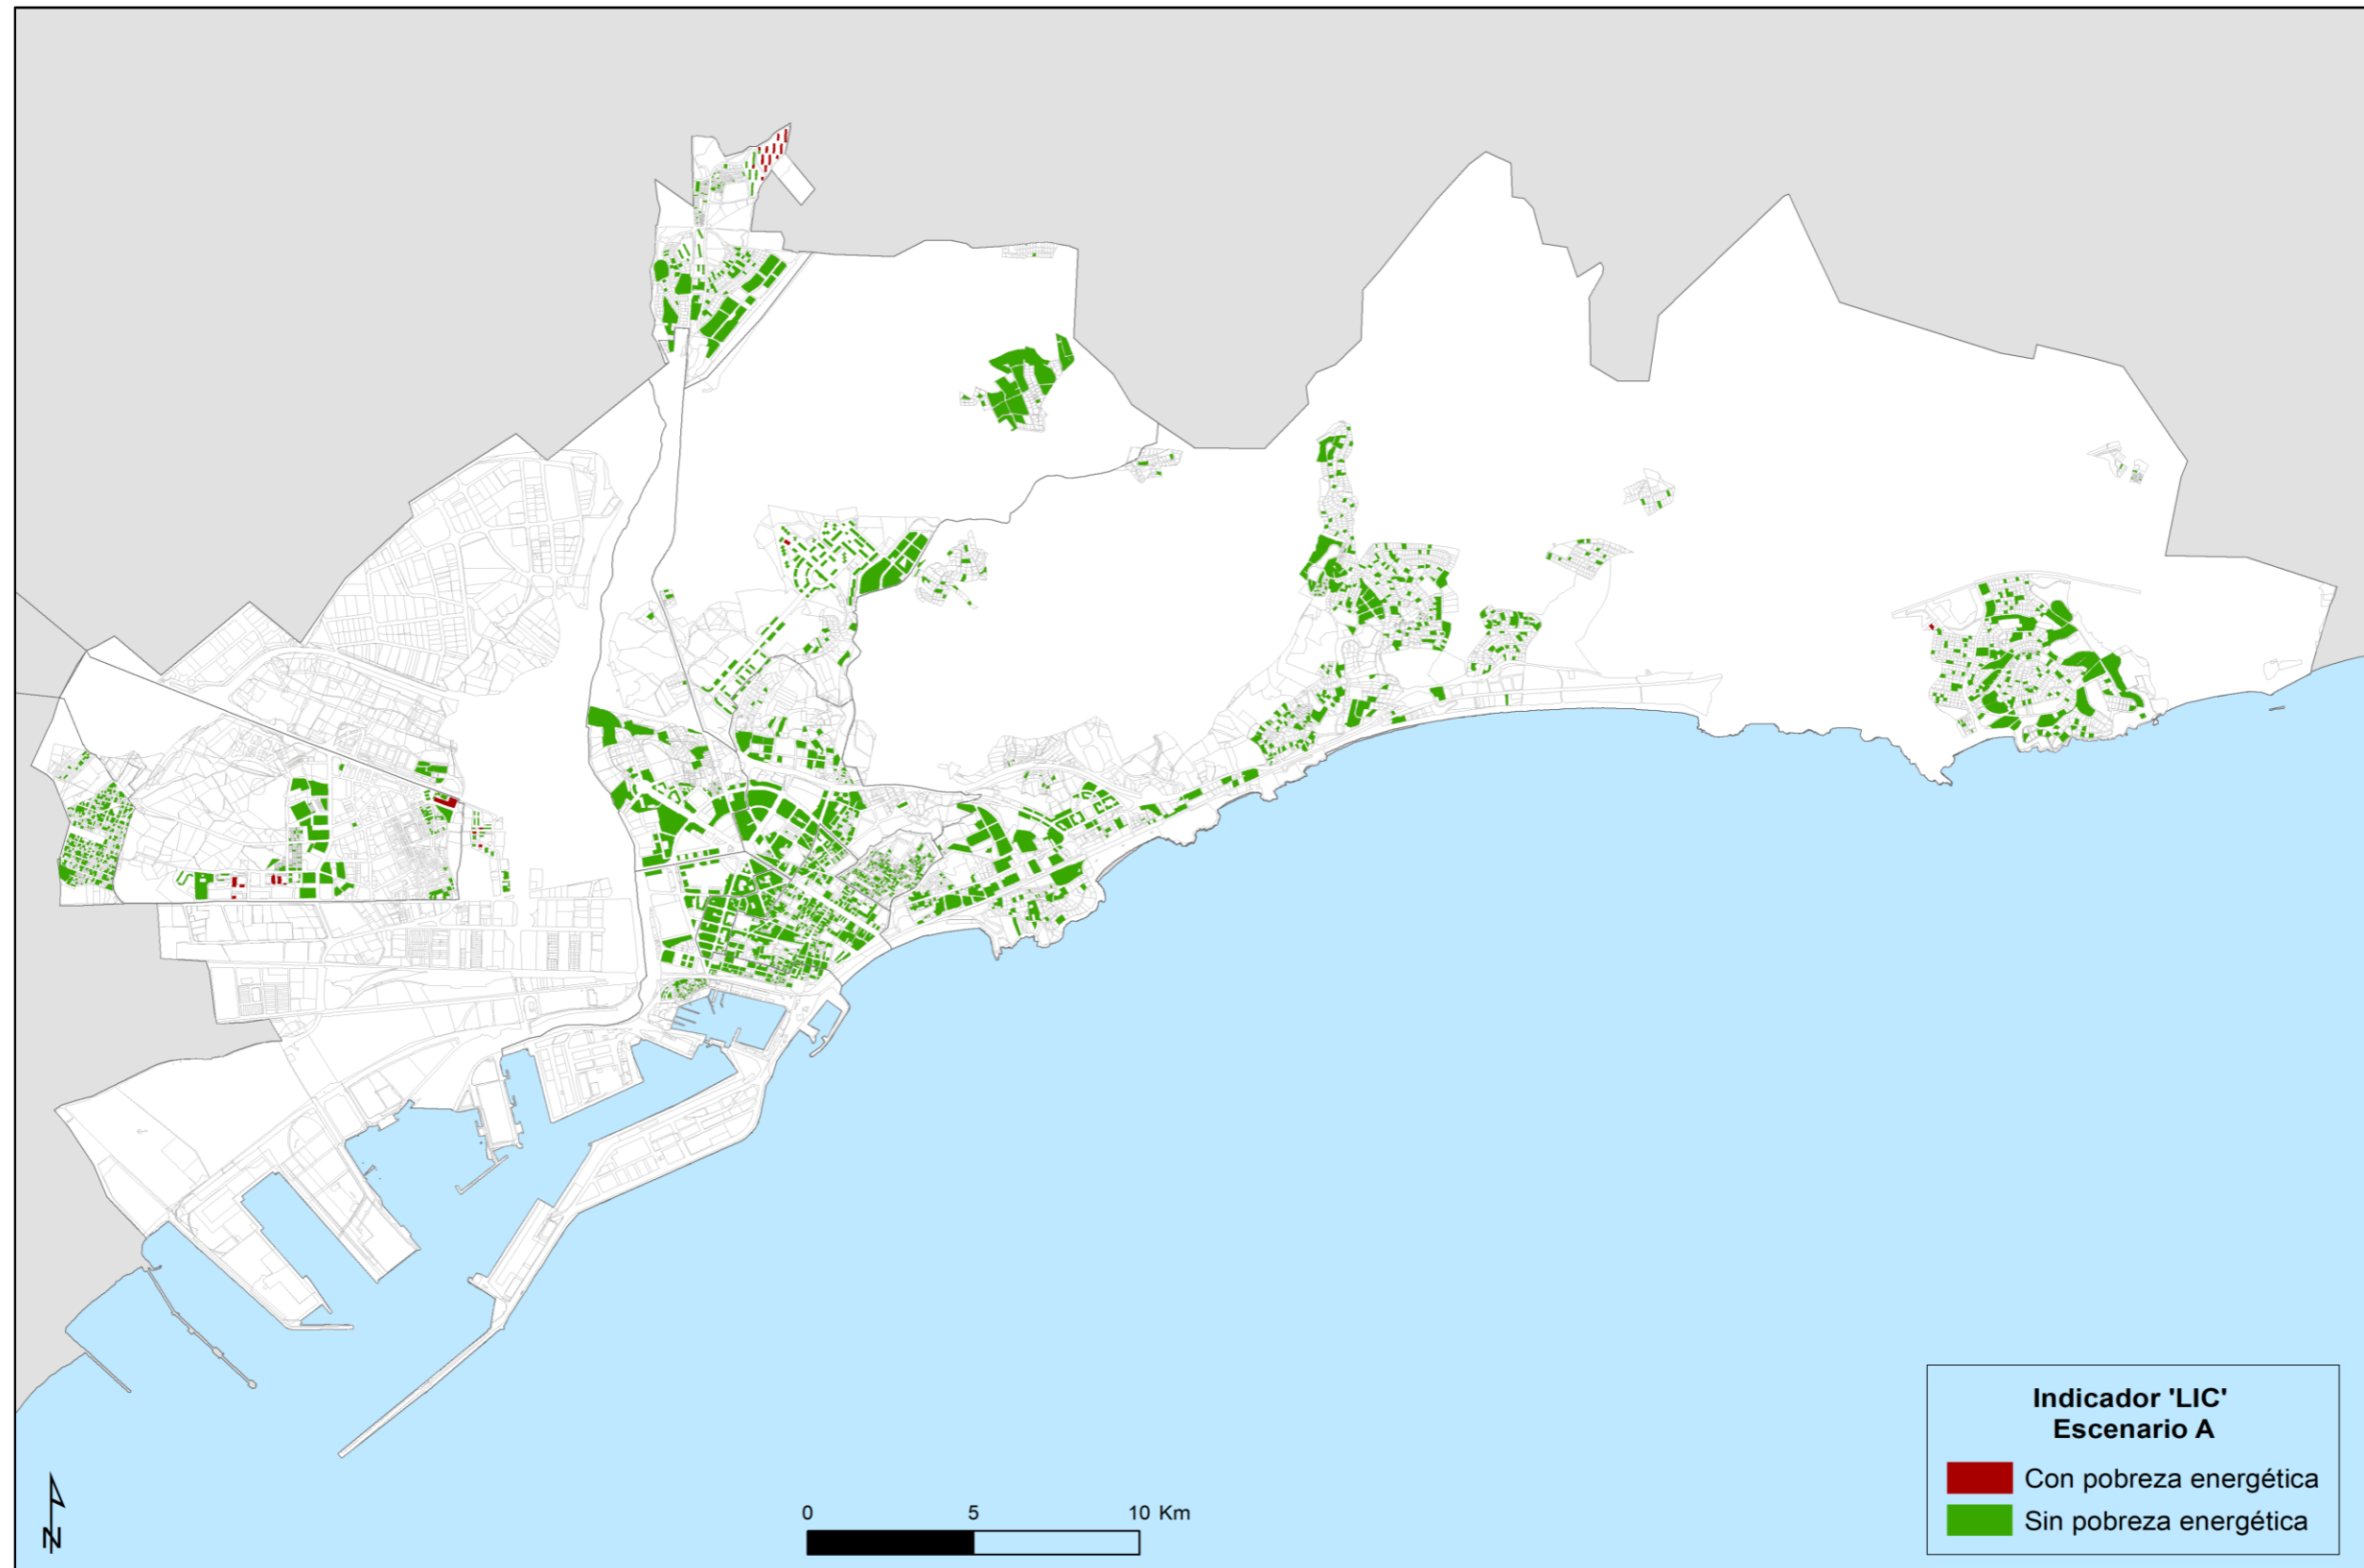 Indicador 'LIC'
Escenario A
Con pobreza energética
Sin pobreza energética
0 5 10 Km
N